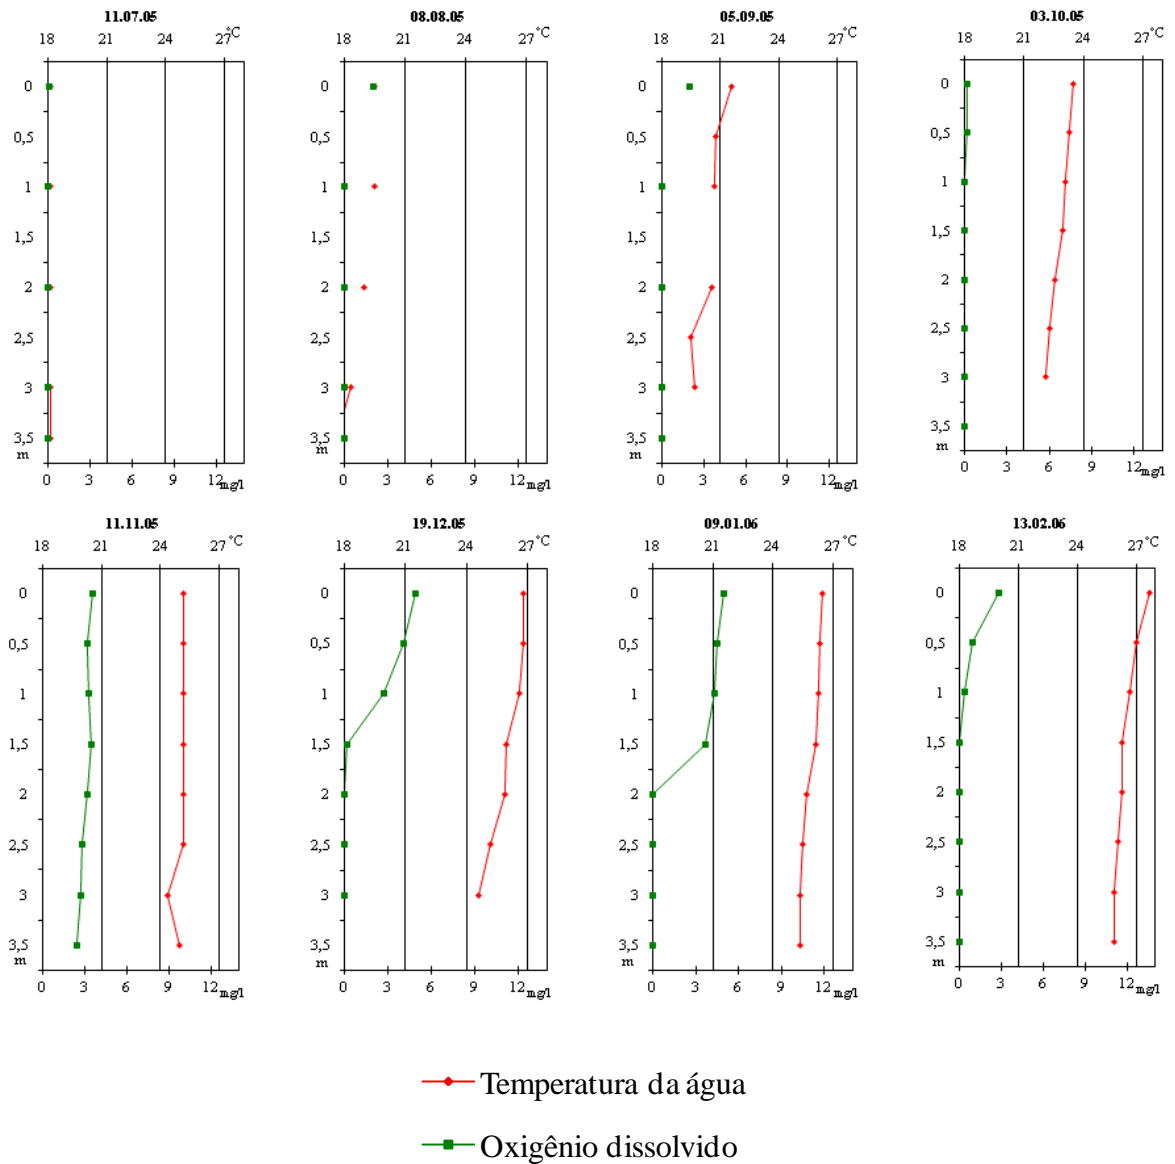 11.07.05 08.08.05 05.09.05 03.10.05
18 21 24 27°C 18 21 24 27°C 18 21 24 27°C 18 21 24 27°C
0 0 0 0
0,5 0,5 0,5 0,5
1 1 1 1
1,5 1,5 1,5 1,5
2 2 2 2
2,5 2,5 2,5 2,5
3 3 3 3
3,5 3,5 3,5 3,5
m m m m
0 3 6 9 12 mg/l 0 3 6 9 12 mg/l 0 3 6 9 12 mg/l 0 3 6 9 12 mg/l
11.11.05 19.12.05 09.01.06 13.02.06
18 21 24 27°C 18 21 24 27°C 18 21 24 27°C 18 21 24 27°C
0 0 0 0
0,5 0,5 0,5 0,5
1 1 1 1
1,5 1,5 1,5 1,5
2 2 2 2
2,5 2,5 2,5 2,5
3 3 3 3
3,5 3,5 3,5 3,5
m m m m
0 3 6 9 12 mg/l 0 3 6 9 12 mg/l 0 3 6 9 12 mg/l 0 3 6 9 12 mg/l
Temperatura da água
Oxigênio dissolvido